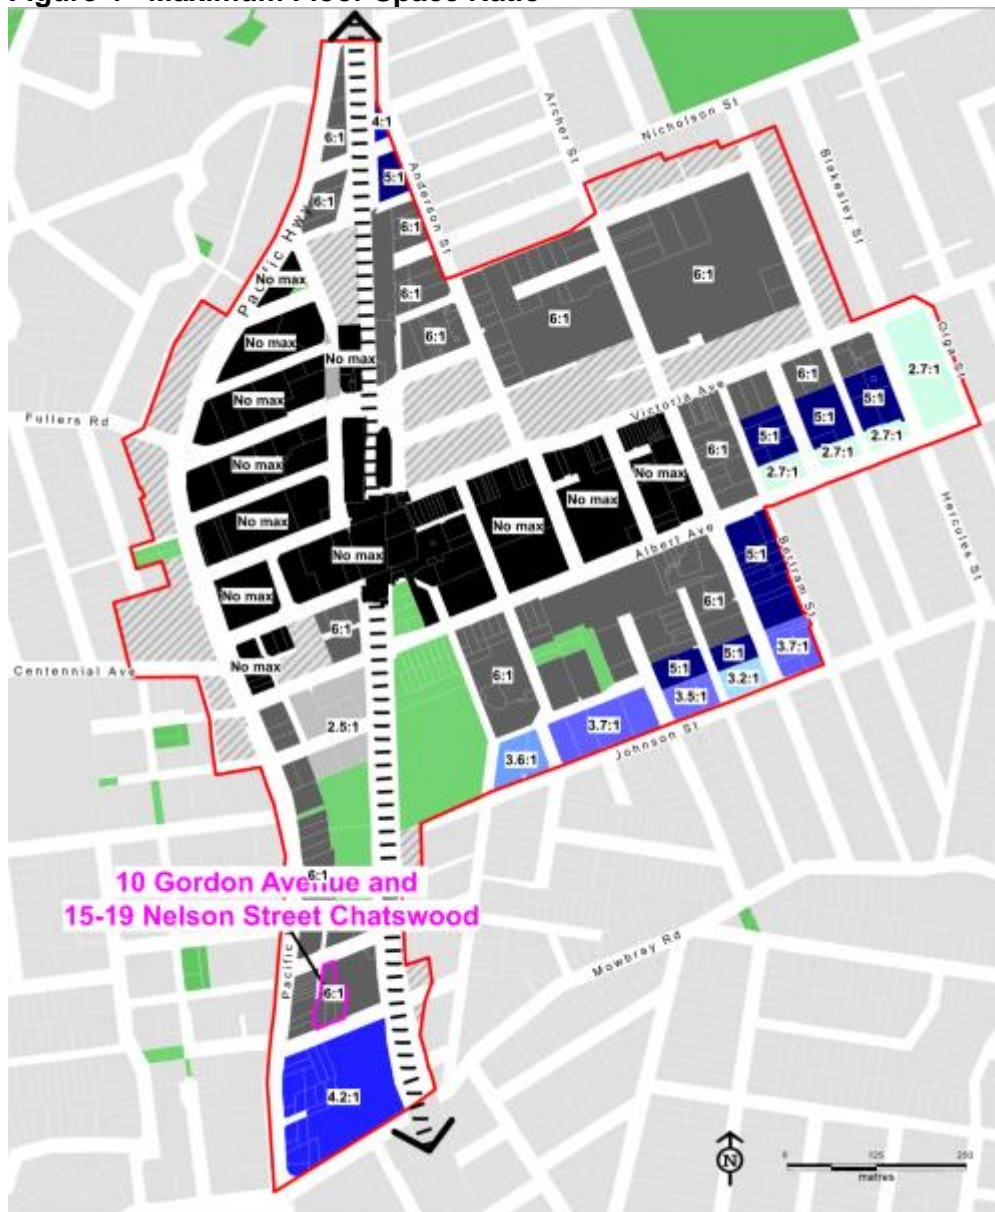 Figure 4 - Maximum Floor Space Ratio
Archer St
Nicholson St
4:1
6:1
5:1
Anderson St
Blakesley St
6:1
6:1
Pacific Hwy
6:1
6:1
No max
6:1
6:1
No max
No max
Olga St
2.7:1
6:1
No max
5:1
Fullers Rd
Victoria Ave
5:1
5:1
6:1
2.7:1
2.7:1
2.7:1
No max
No max
No max
No max
No max
No max
No max
Albert Ave
Hercules St
5:1
Bertram St
No max
6:1
6:1
5:1
3.7:1
5:1
Centennial Ave
No max
6:1
3.2:1
3.5:1
2.5:1
3.7:1
Johnson St
3.6:1
6:1
10 Gordon Avenue and
15-19 Nelson Street Chatswood
Mowbray Rd
Pacific
6:1
4.2:1
N
0 125 250
metres